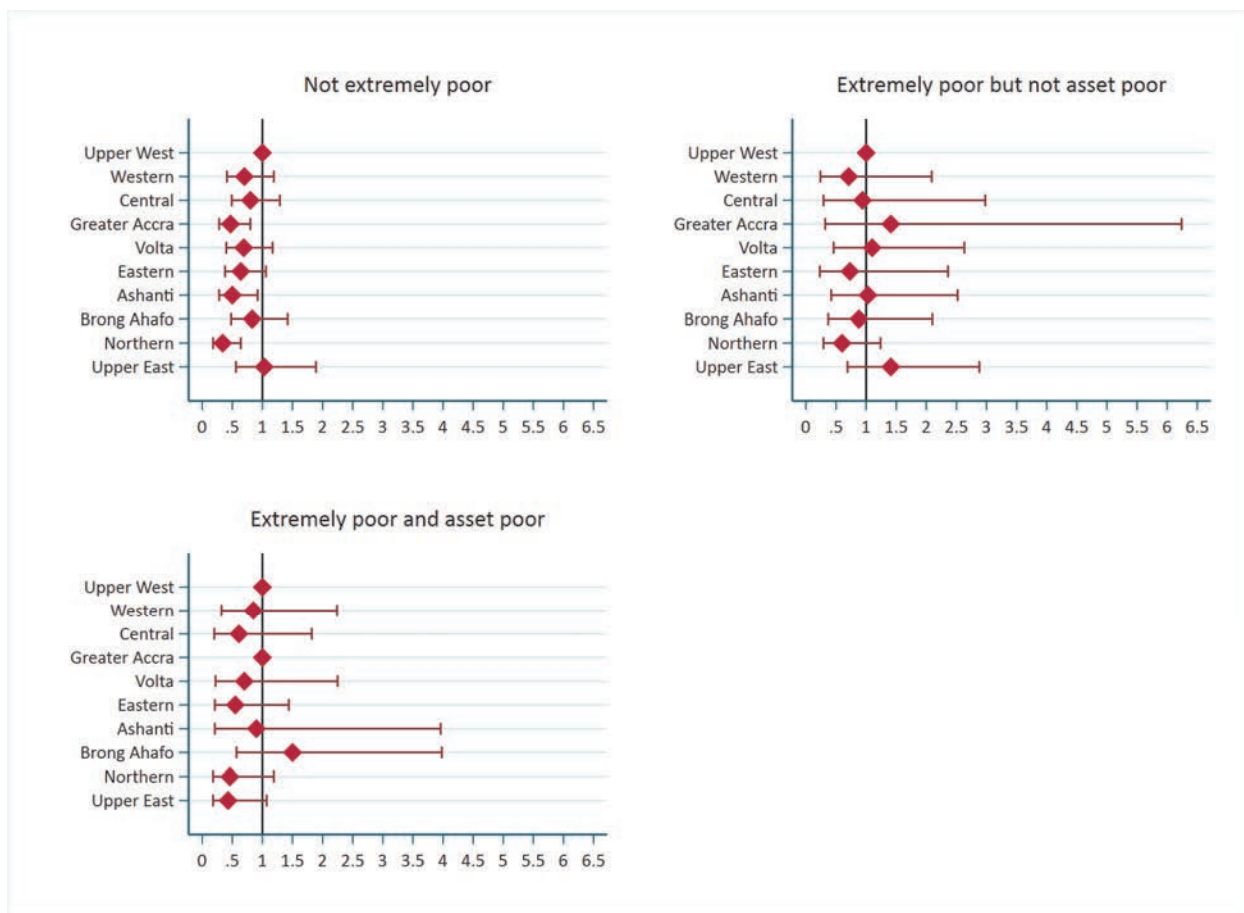 Not extremely poor
Upper West
Western
Central
Greater Accra
Volta
Eastern
Ashanti
Brong Ahafo
Northern
Upper East
0 .5 1 1.5 2 2.5 3 3.5 4 4.5 5 5.5 6 6.5
Extremely poor but not asset poor
Upper West
Western
Central
Greater Accra
Volta
Eastern
Ashanti
Brong Ahafo
Northern
Upper East
0 .5 1 1.5 2 2.5 3 3.5 4 4.5 5 5.5 6 6.5
Extremely poor and asset poor
Upper West
Western
Central
Greater Accra
Volta
Eastern
Ashanti
Brong Ahafo
Northern
Upper East
0 .5 1 1.5 2 2.5 3 3.5 4 4.5 5 5.5 6 6.5